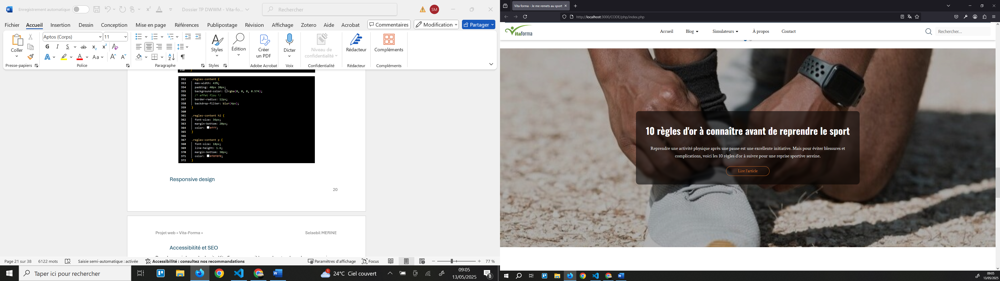 Enregistrement automatique
Dossier TP DWWM - Vita-fo...
Rechercher
SM
Fichier Accueil Insertion Dessin Conception Mise en page Références Publipostage Révision Affichage Zotero Aide Acrobat
Commentaires Modification Partager
Aptos (Corps) 11
Coller
G I S ab x₂ x² A
A A Aa A A
Styles
Édition
Créer
un PDF
Dicter
Niveau de
confidentialité
Rédacteur
Compléments
Presse-papiers Police Paragraphe Styles Adobe Acrobat Voix Confidentialité Rédacteur Compléments
350 }
352 .regles-content {
353 max-width: 43%;
354 padding: 40px 20px;
355 background-color: rgba(0, 0, 0, 0.574);
356 /* effet flou */
357 border-radius: 12px;
358 backdrop-filter: blur(4px);
359 }
360
361 .regles-content h2 {
362 font-size: 36px;
363 margin-bottom: 20px;
364 color: #fff;
365 }
366
367 .regles-content p {
368 font-size: 18px;
369 line-height: 1.6;
370 margin-bottom: 30px;
371 color: #f0f0f0;
372 }
Responsive design
20
Projet web « Vita-Forma » Selsebil MERINE
Accessibilité et SEO
Page 21 sur 38 6122 mots Saisie semi-automatique : activée Accessibilité : consultez nos recommandations Paramètres d'affichage Focus 77 %
Taper ici pour rechercher
1
24°C Ciel couvert
09:05
13/05/2025
8
Vita forma - Je me remets au sport
http://localhost:3000/CODE/php/index.php
Vitaforma
Accueil Blog Simulateurs À propos Contact
Rechercher...
10 règles d'or à connaître avant de reprendre le sport
Reprendre une activité physique après une pause est une excellente initiative. Mais pour éviter blessures et
complications, voici les 10 règles d'or à suivre pour une reprise sportive sereine.
Lire l'article
09:05
13/05/2025